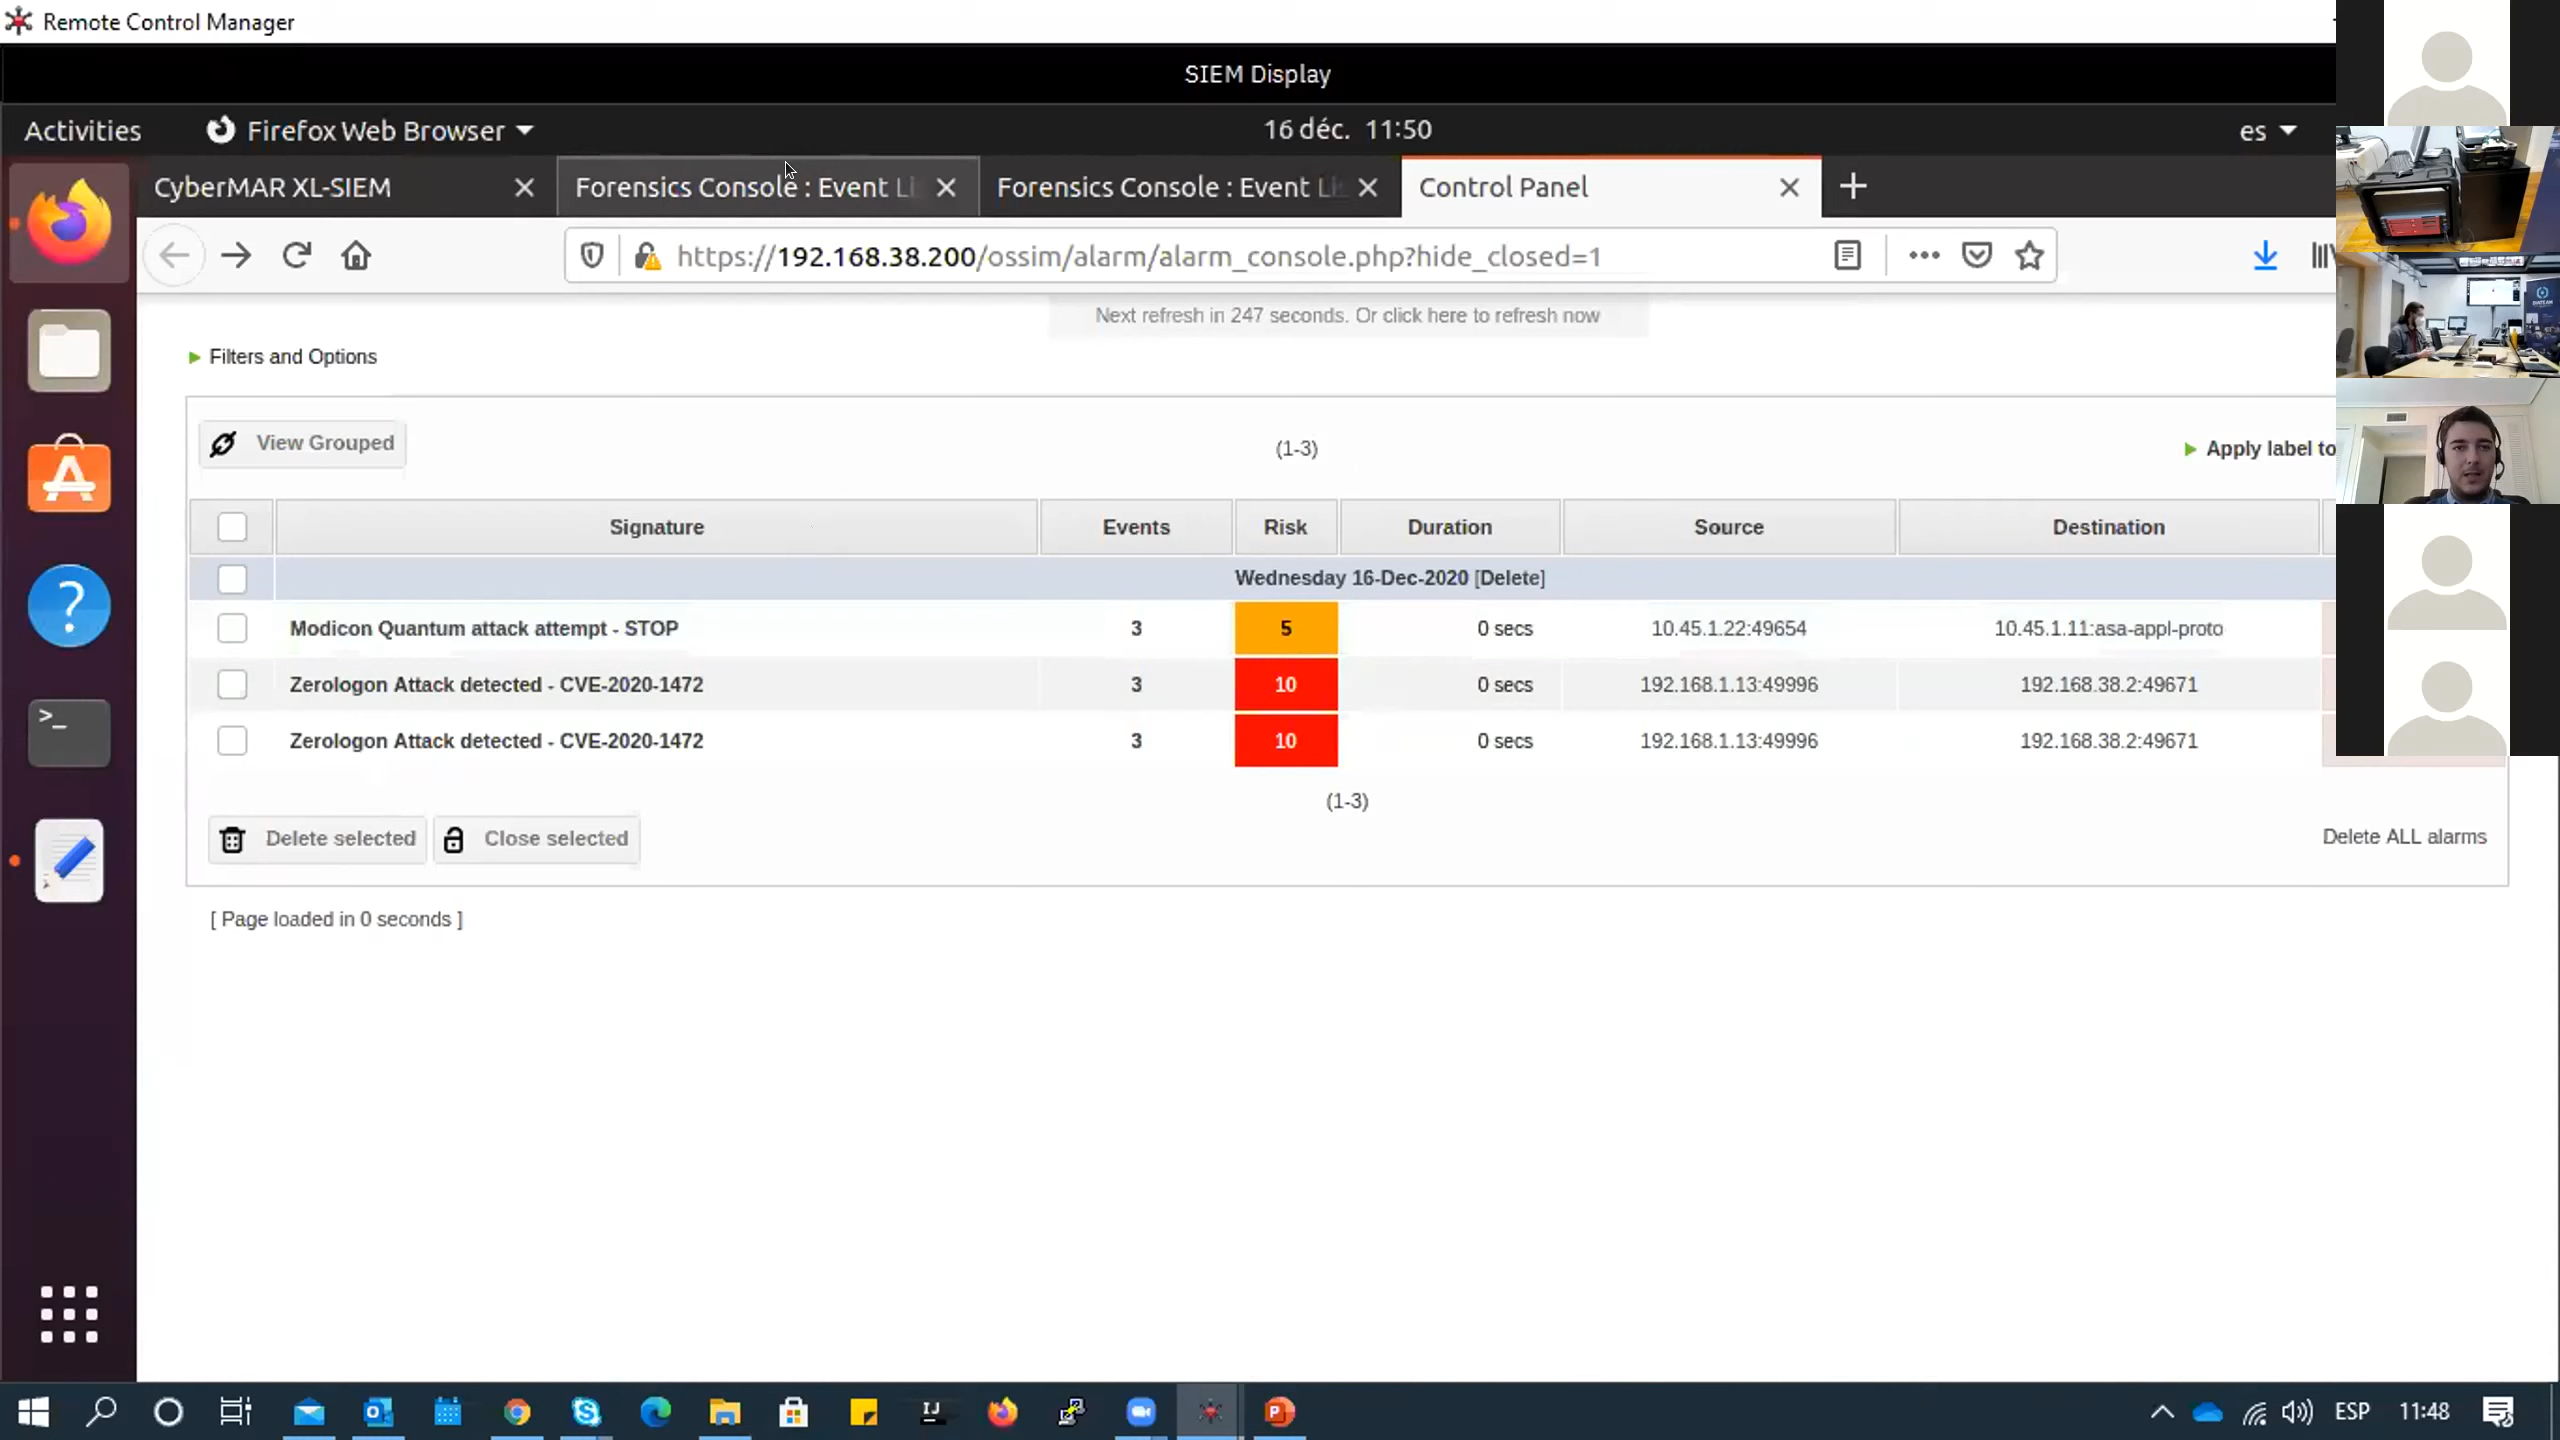 Remote Control Manager
SIEM Display
Activities Firefox Web Browser 16 déc. 11:50 es
CyberMAR XL-SIEM Forensics Console : Event Li Forensics Console : Event Lis Control Panel
https://192.168.38.200/ossim/alarm/alarm_console.php?hide_closed=1
Next refresh in 247 seconds. Or click here to refresh now
Filters and Options
View Grouped (1-3) Apply label to
Signature Events Risk Duration Source Destination
Wednesday 16-Dec-2020 [Delete]
Modicon Quantum attack attempt - STOP 3 5 0 secs 10.45.1.22:49654 10.45.1.11:asa-appl-proto
Zerologon Attack detected - CVE-2020-1472 3 10 0 secs 192.168.1.13:49996 192.168.38.2:49671
Zerologon Attack detected - CVE-2020-1472 3 10 0 secs 192.168.1.13:49996 192.168.38.2:49671
(1-3)
Delete selected Close selected Delete ALL alarms
[ Page loaded in 0 seconds ]
ESP 11:48